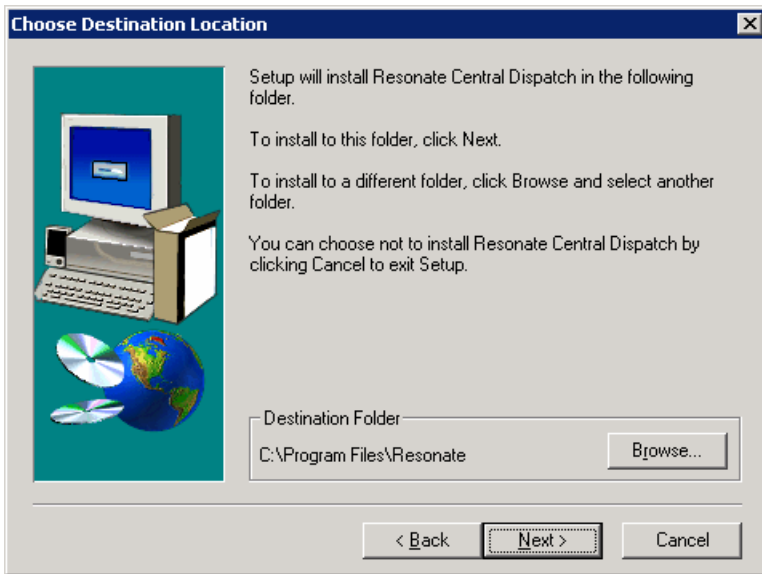 Choose Destination Location
Setup will install Resonate Central Dispatch in the following
folder.
To install to this folder, click Next.
To install to a different folder, click Browse and select another
folder.
You can choose not to install Resonate Central Dispatch by
clicking Cancel to exit Setup.
Destination Folder
C:\Program Files\Resonate
Browse...
< Back
Next >
Cancel